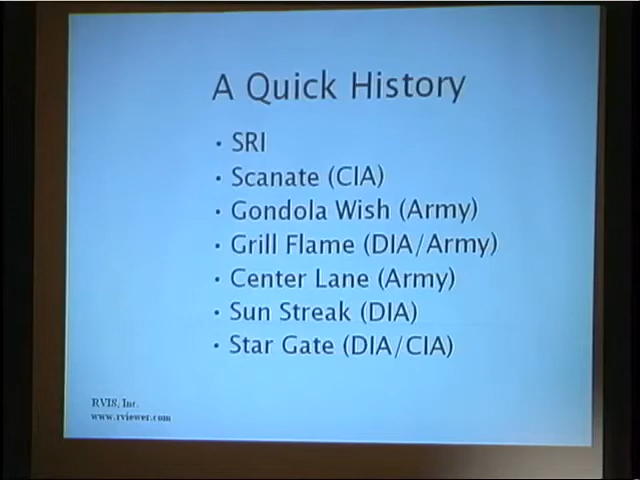 A Quick History
• SRI
• Scanate (CIA)
• Gondola Wish (Army)
• Grill Flame (DIA/Army)
• Center Lane (Army)
• Sun Streak (DIA)
• Star Gate (DIA/CIA)
RVIS, Inc.
www.rviewer.com